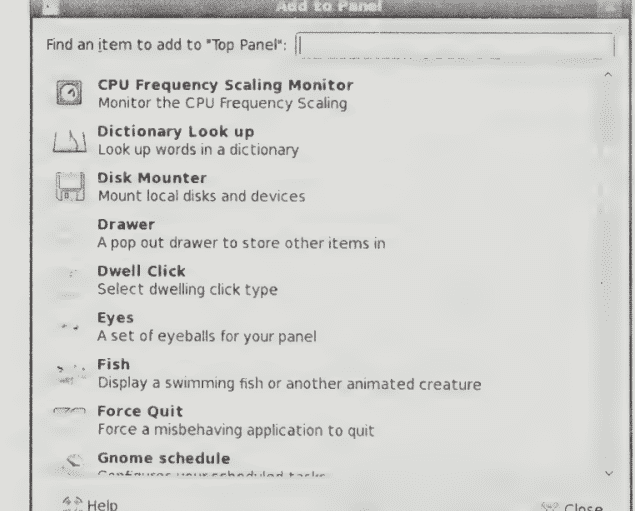 Add to Panel
Find an item to add to "Top Panel":
CPU Frequency Scaling Monitor
Monitor the CPU Frequency Scaling
Dictionary Look up
Look up words in a dictionary
Disk Mounter
Mount local disks and devices
Drawer
A pop out drawer to store other items in
Dwell Click
Select dwelling click type
Eyes
A set of eyeballs for your panel
Fish
Display a swimming fish or another animated creature
Force Quit
Force a misbehaving application to quit
Gnome schedule
Configures your scheduled tasks
Help
Close